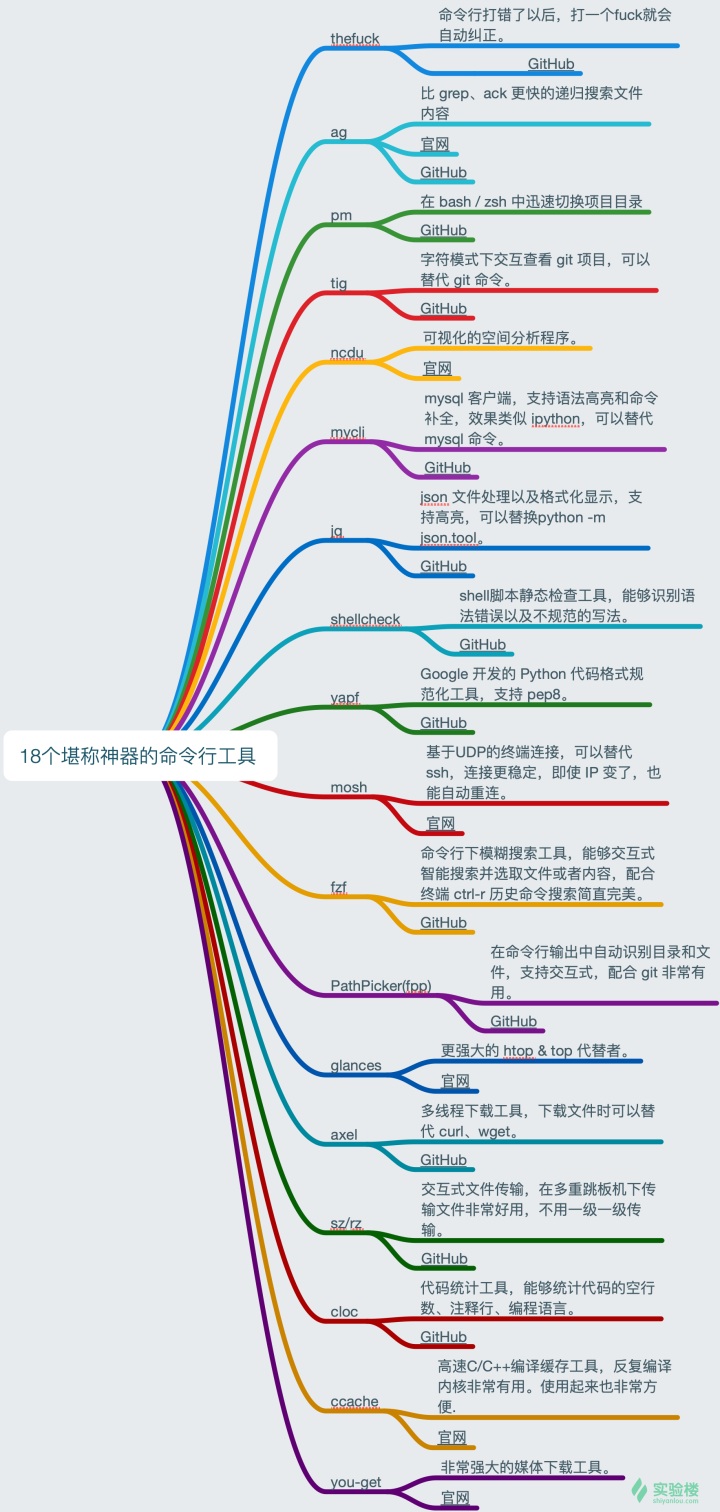 thefuck
命令行打错了以后，打一个fuck就会
自动纠正。
GitHub
ag
比 grep、ack 更快的递归搜索文件
内容
官网
GitHub
pm
在 bash / zsh 中迅速切换项目目录
GitHub
tig
字符模式下交互查看 git 项目，可以
替代 git 命令。
GitHub
ncdu
可视化的空间分析程序。
官网
mycli
mysql 客户端，支持语法高亮和命令
补全，效果类似 ipython，可以替代
mysql 命令。
GitHub
jq
json 文件处理以及格式化显示，支
持高亮，可以替换python -m
json.tool。
GitHub
shellcheck
shell脚本静态检查工具，能够识别语
法错误以及不规范的写法。
GitHub
yapf
Google 开发的 Python 代码格式规
范化工具，支持 pep8。
GitHub
18个堪称神器的命令行工具
mosh
基于UDP的终端连接，可以替代
ssh，连接更稳定，即使 IP 变了，也
能自动重连。
官网
fzf
命令行下模糊搜索工具，能够交互式
智能搜索并选取文件或者内容，配合
终端 ctrl-r 历史命令搜索简直完美。
GitHub
PathPicker(fpp)
在命令行输出中自动识别目录和文
件，支持交互式，配合 git 非常有
用。
GitHub
glances
更强大的 htop & top 代替者。
官网
axel
多线程下载工具，下载文件时可以替
代 curl、wget。
GitHub
sz/rz
交互式文件传输，在多重跳板机下传
输文件非常好用，不用一级一级传
输。
GitHub
cloc
代码统计工具，能够统计代码的空行
数、注释行、编程语言。
GitHub
ccache
高速C/C++编译缓存工具，反复编译
内核非常有用。使用起来也非常方
便.
官网
you-get
非常强大的媒体下载工具。
官网
实验楼
shiyanlou.com